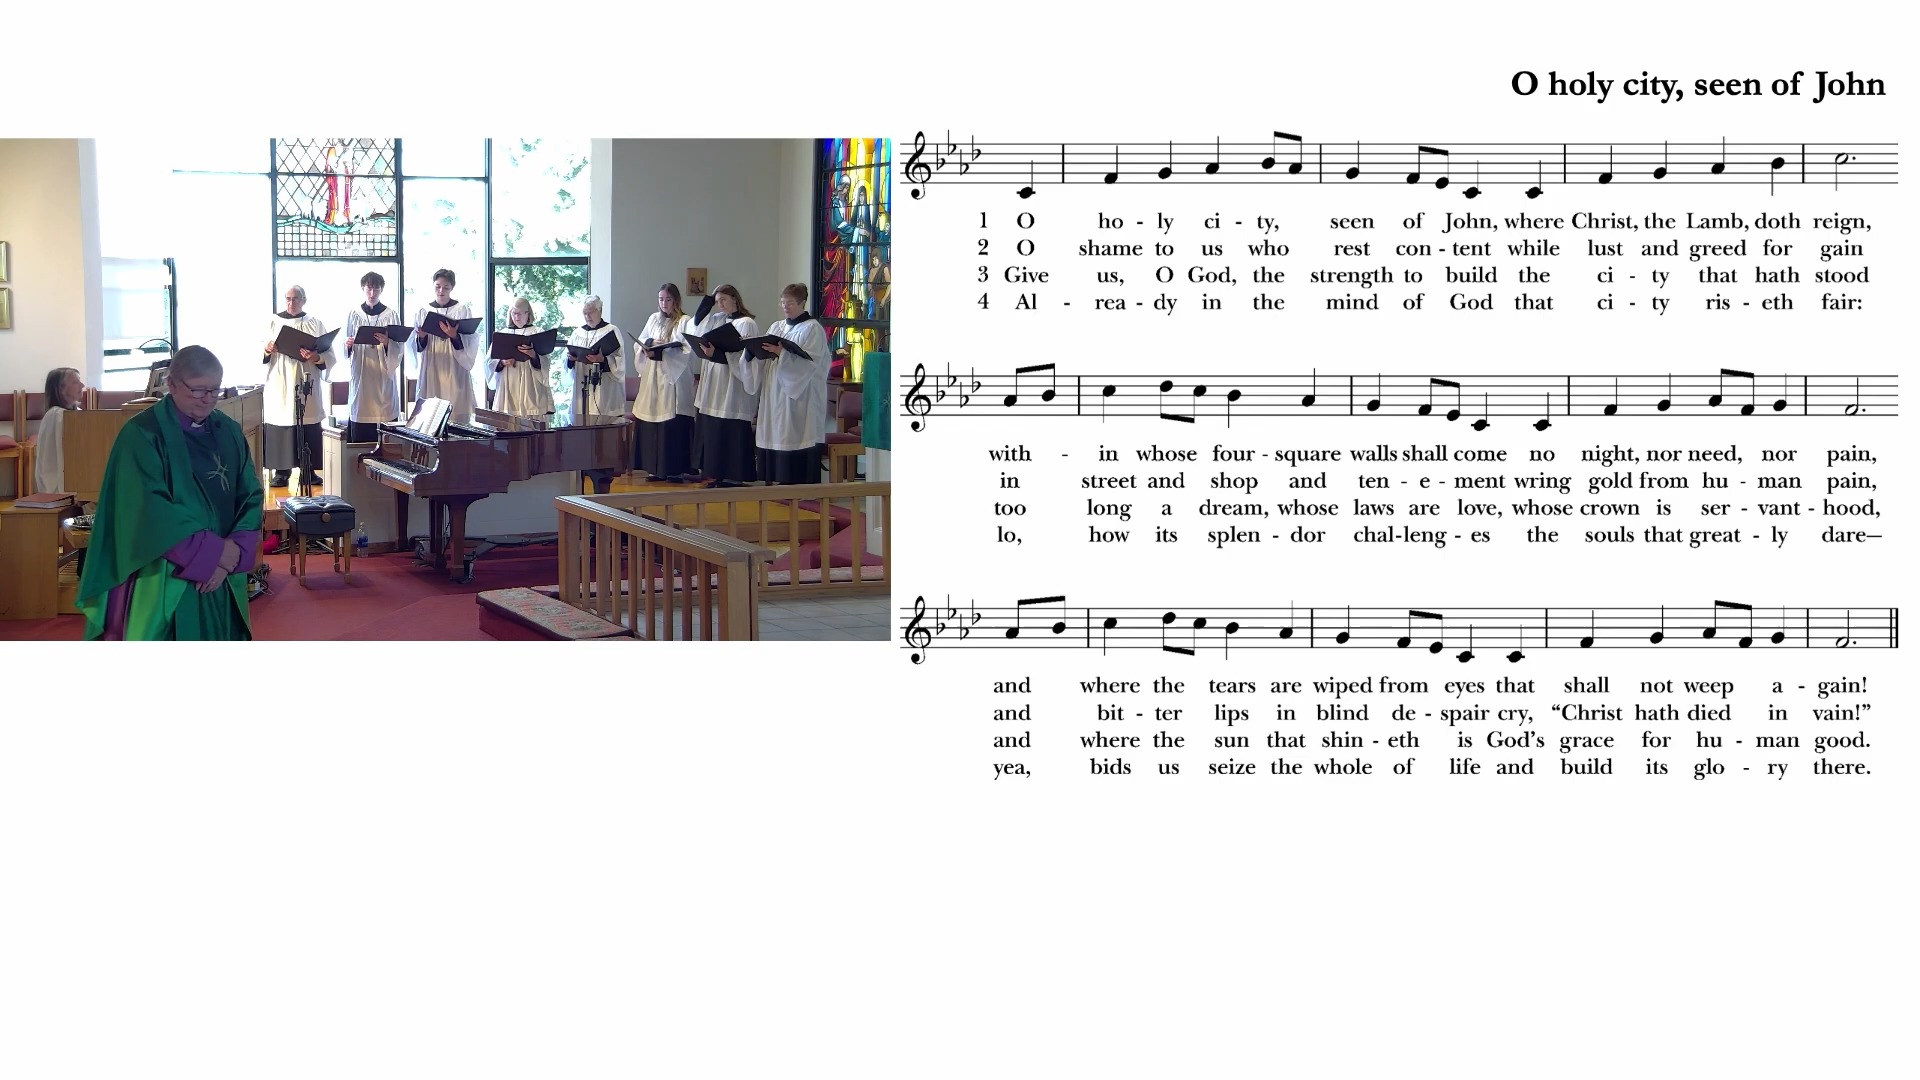 O holy city, seen of John
1 O ho - ly ci - ty, seen of John, where Christ, the Lamb, doth reign,
2 O shame to us who rest con - tent while lust and greed for gain
3 Give us, O God, the strength to build the ci - ty that hath stood
4 Al - rea - dy in the mind of God that ci - ty ris - eth fair:
with - in whose four - square walls shall come no night, nor need, nor pain,
in street and shop and ten - e - ment wring gold from hu - man pain,
too long a dream, whose laws are love, whose crown is ser - vant - hood,
lo, how its splen - dor chal-leng - es the souls that great - ly dare—
and where the tears are wiped from eyes that shall not weep a - gain!
and bit - ter lips in blind de - spair cry, “Christ hath died in vain!”
and where the sun that shin - eth is God’s grace for hu - man good.
yea, bids us seize the whole of life and build its glo - ry there.